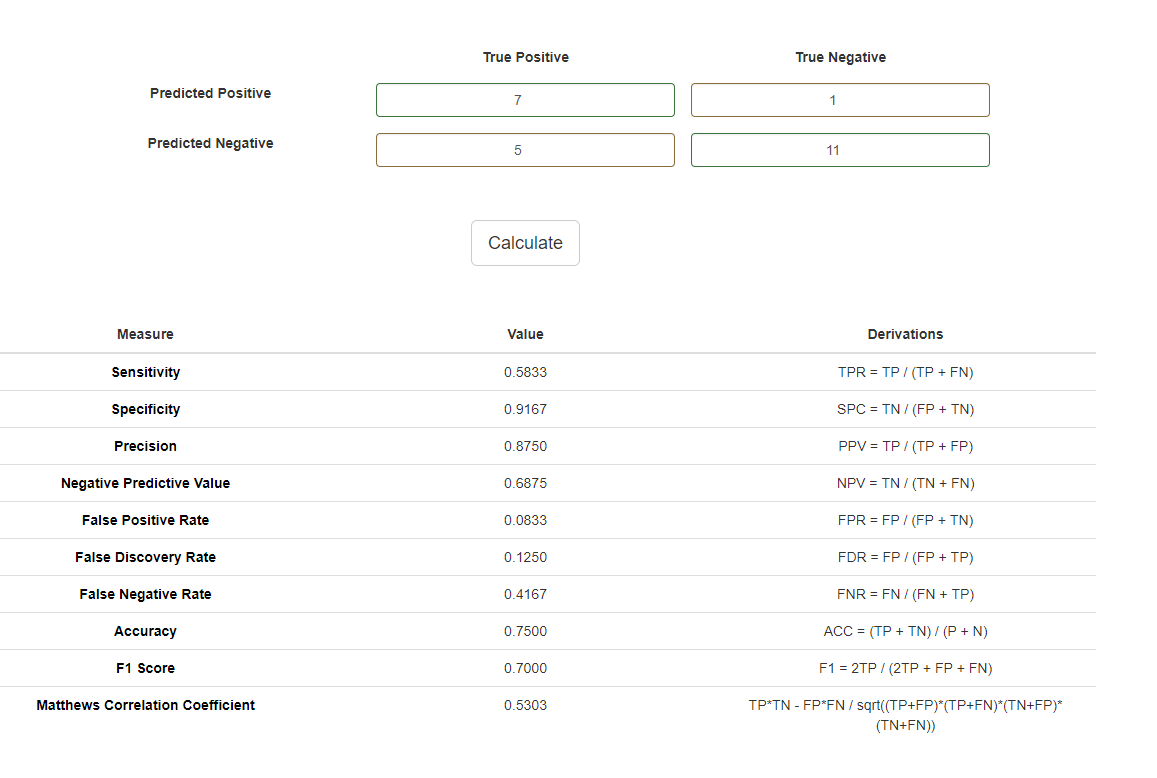 True Positive True Negative
Predicted Positive 7 1
Predicted Negative 5 11
Calculate
Measure Value Derivations
Sensitivity 0.5833 TPR = TP / (TP + FN)
Specificity 0.9167 SPC = TN / (FP + TN)
Precision 0.8750 PPV = TP / (TP + FP)
Negative Predictive Value 0.6875 NPV = TN / (TN + FN)
False Positive Rate 0.0833 FPR = FP / (FP + TN)
False Discovery Rate 0.1250 FDR = FP / (FP + TP)
False Negative Rate 0.4167 FNR = FN / (FN + TP)
Accuracy 0.7500 ACC = (TP + TN) / (P + N)
F1 Score 0.7000 F1 = 2TP / (2TP + FP + FN)
Matthews Correlation Coefficient 0.5303 TP*TN - FP*FN / sqrt((TP+FP)*(TP+FN)*(TN+FP)*
(TN+FN))